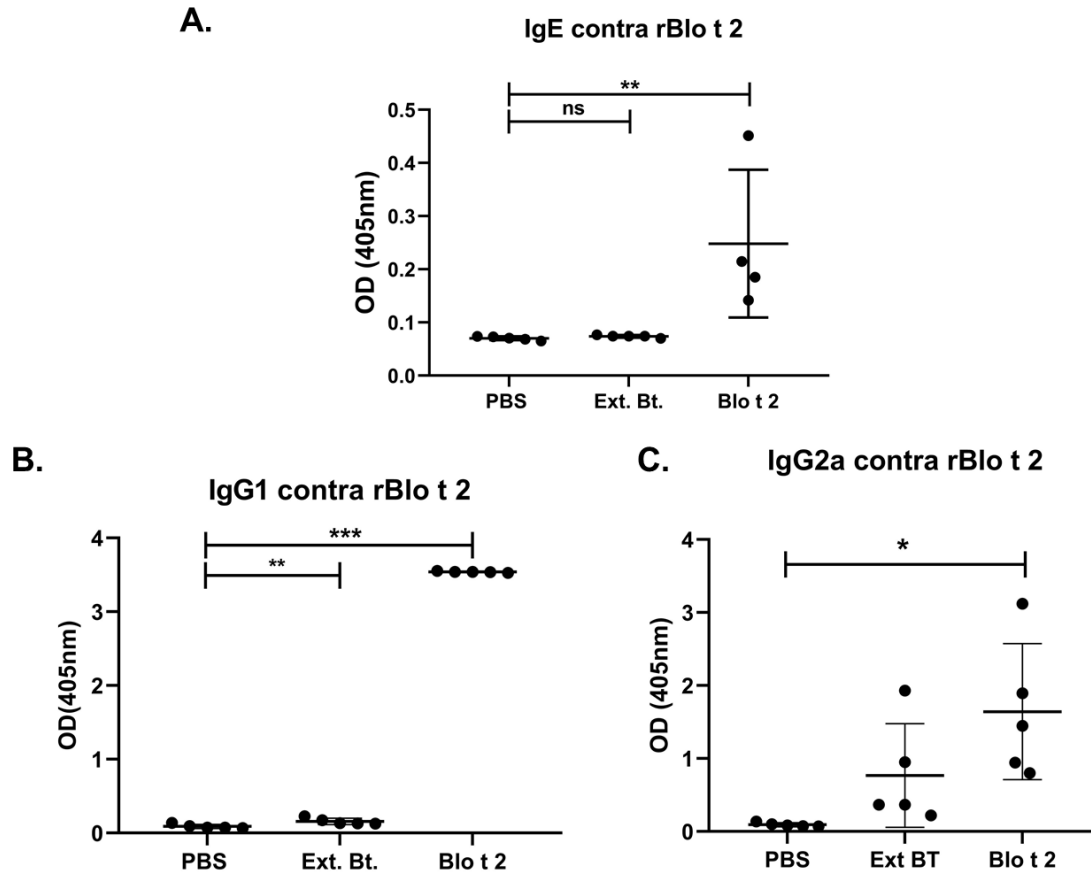 A.
IgE contra rBlo t 2
**
ns
OD (405nm)
0.5
0.4
0.3
0.2
0.1
0.0
PBS Ext. Bt. Blo t 2
B.
IgG1 contra rBlo t 2
***
**
OD(405nm)
4
3
2
1
0
PBS Ext. Bt. Blo t 2
C.
IgG2a contra rBlo t 2
*
OD (405nm)
4
3
2
1
0
PBS Ext BT Blo t 2